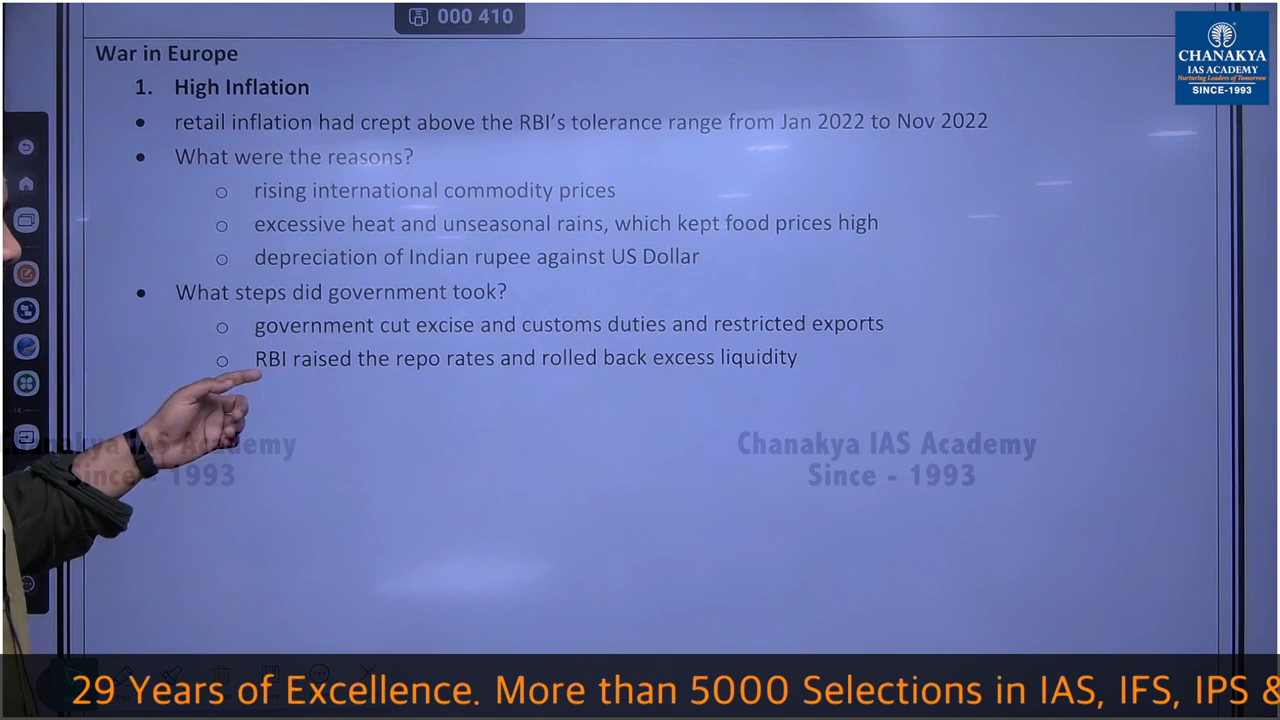 000 410
CHANAKYA
IAS ACADEMY
Nurturing Leaders of Tomorrow
SINCE-1993
War in Europe
1. High Inflation
• retail inflation had crept above the RBI's tolerance range from Jan 2022 to Nov 2022
• What were the reasons?
o rising international commodity prices
o excessive heat and unseasonal rains, which kept food prices high
o depreciation of Indian rupee against US Dollar
• What steps did government took?
o government cut excise and customs duties and restricted exports
o RBI raised the repo rates and rolled back excess liquidity
Chanakya IAS Academy
Since - 1993
Chanakya IAS Academy
Since - 1993
29 Years of Excellence. More than 5000 Selections in IAS, IFS, IPS &